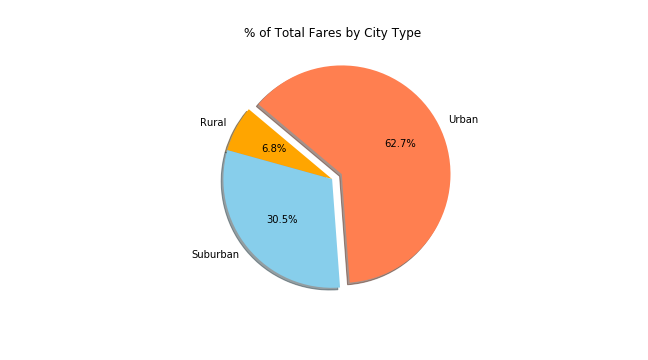 % of Total Fares by City Type
Rural
Urban
62.7%
6.8%
30.5%
Suburban